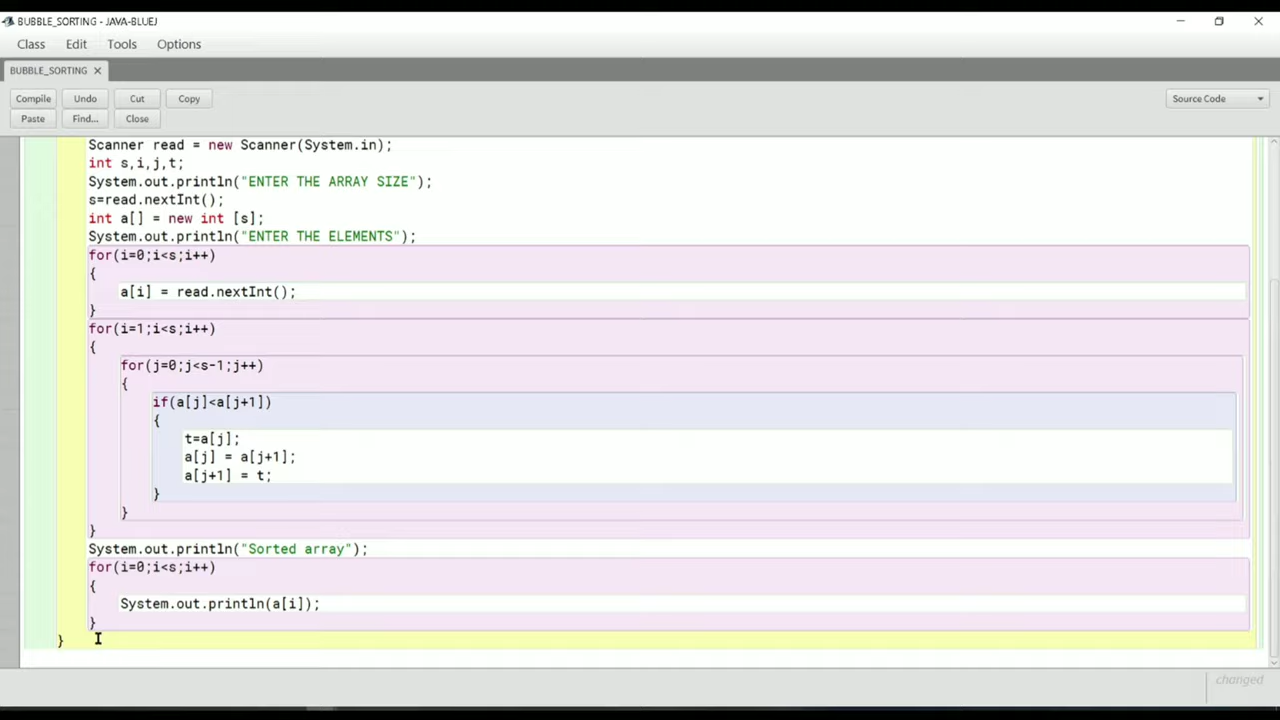 BUBBLE_SORTING - JAVA-BLUEJ
Class Edit Tools Options
BUBBLE_SORTING
Compile Undo Cut Copy Source Code
Paste Find... Close
Scanner read = new Scanner(System.in);
int s,i,j,t;
System.out.println("ENTER THE ARRAY SIZE");
s=read.nextInt();
int a[] = new int [s];
System.out.println("ENTER THE ELEMENTS");
for(i=0;i<s;i++)
{
a[i] = read.nextInt();
}
for(i=1;i<s;i++)
{
for(j=0;j<s-1;j++)
{
if(a[j]<a[j+1])
{
t=a[j];
a[j] = a[j+1];
a[j+1] = t;
}
}
}
System.out.println("Sorted array");
for(i=0;i<s;i++)
{
System.out.println(a[i]);
}
}
changed